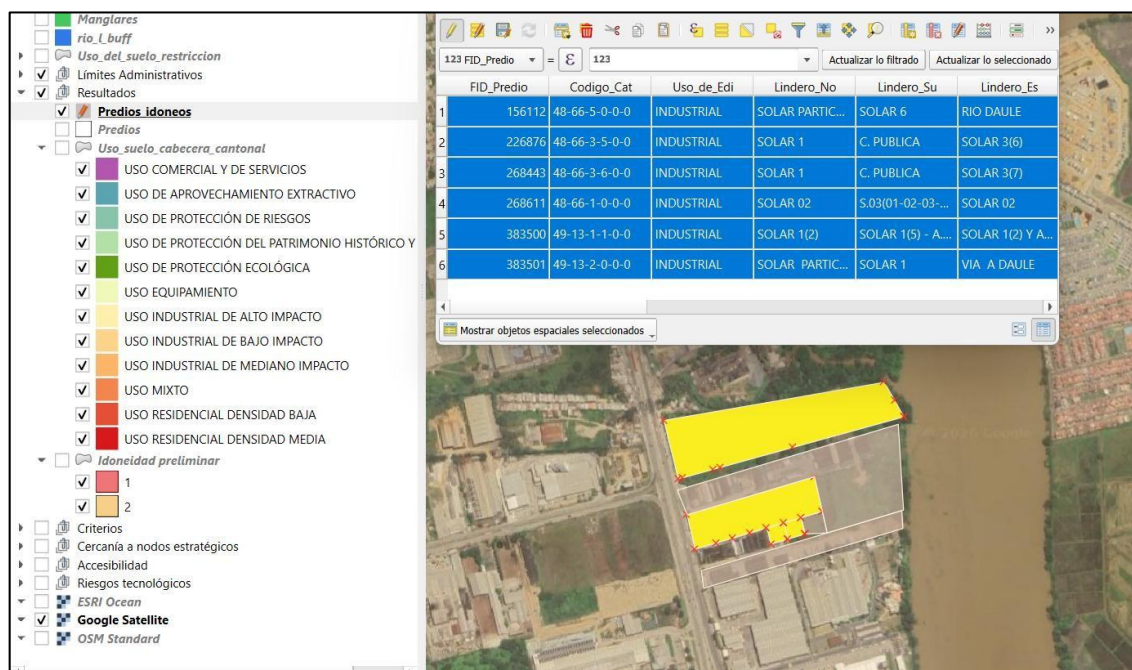 Manglares
rio_l_buff
Uso_del_suelo_restriccion
Límites Administrativos
Resultados
Predios_idoneos
Predios
Uso_suelo_cabecera_cantonal
USO COMERCIAL Y DE SERVICIOS
USO DE APROVECHAMIENTO EXTRACTIVO
USO DE PROTECCIÓN DE RIESGOS
USO DE PROTECCIÓN DEL PATRIMONIO HISTÓRICO Y
USO DE PROTECCIÓN ECOLÓGICA
USO EQUIPAMIENTO
USO INDUSTRIAL DE ALTO IMPACTO
USO INDUSTRIAL DE BAJO IMPACTO
USO INDUSTRIAL DE MEDIANO IMPACTO
USO MIXTO
USO RESIDENCIAL DENSIDAD BAJA
USO RESIDENCIAL DENSIDAD MEDIA
Idoneidad preliminar
1
2
Criterios
Cercanía a nodos estratégicos
Accesibilidad
Riesgos tecnológicos
ESRI Ocean
Google Satellite
OSM Standard
123 FID_Predio = ε 123 Actualizar lo filtrado Actualizar lo seleccionado
FID_Predio Codigo_Cat Uso_de_Edi Lindero_No Lindero_Su Lindero_Es
1 156112 48-66-5-0-0-0 INDUSTRIAL SOLAR PARTIC... SOLAR 6 RIO DAULE
2 226876 48-66-3-5-0-0 INDUSTRIAL SOLAR 1 C. PUBLICA SOLAR 3(6)
3 268443 48-66-3-6-0-0 INDUSTRIAL SOLAR 1 C. PUBLICA SOLAR 3(7)
4 268611 48-66-1-0-0-0 INDUSTRIAL SOLAR 02 S.03(01-02-03-... SOLAR 02
5 383500 49-13-1-1-0-0 INDUSTRIAL SOLAR 1(2) SOLAR 1(5) - A.... SOLAR 1(2) Y A...
6 383501 49-13-2-0-0-0 INDUSTRIAL SOLAR PARTIC... SOLAR 1 VIA A DAULE
Mostrar objetos espaciales seleccionados